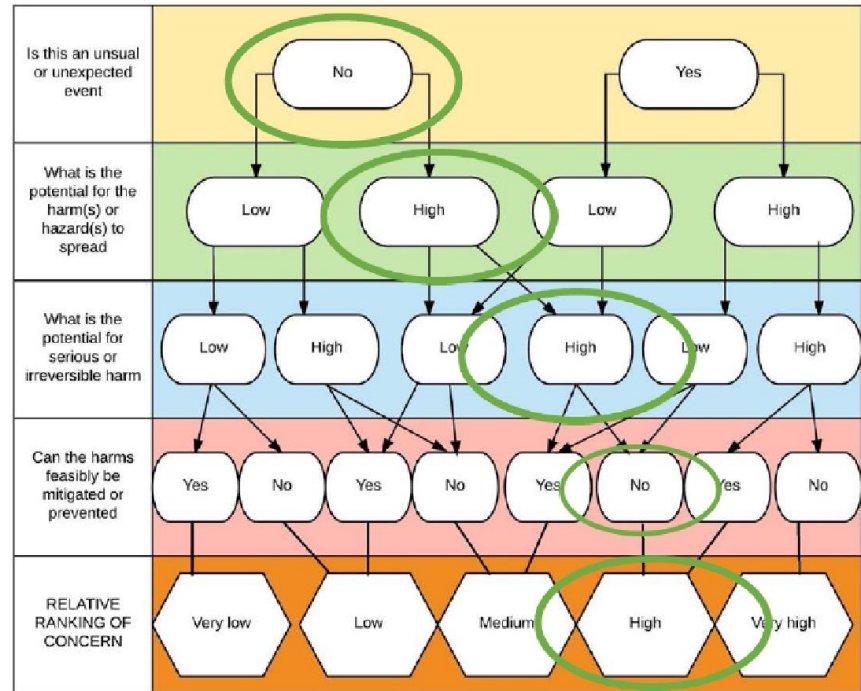 Is this an unsual
or unexpected
event
No
Yes
What is the
potential for the
harm(s) or
hazard(s) to
spread
Low
High
Low
High
What is the
potential for
serious or
irreversible harm
Low
High
Low
High
Low
High
Can the harms
feasibly be
mitigated or
prevented
Yes
No
Yes
No
Yes
No
Yes
No
RELATIVE
RANKING OF
CONCERN
Very low
Low
Medium
High
Very high